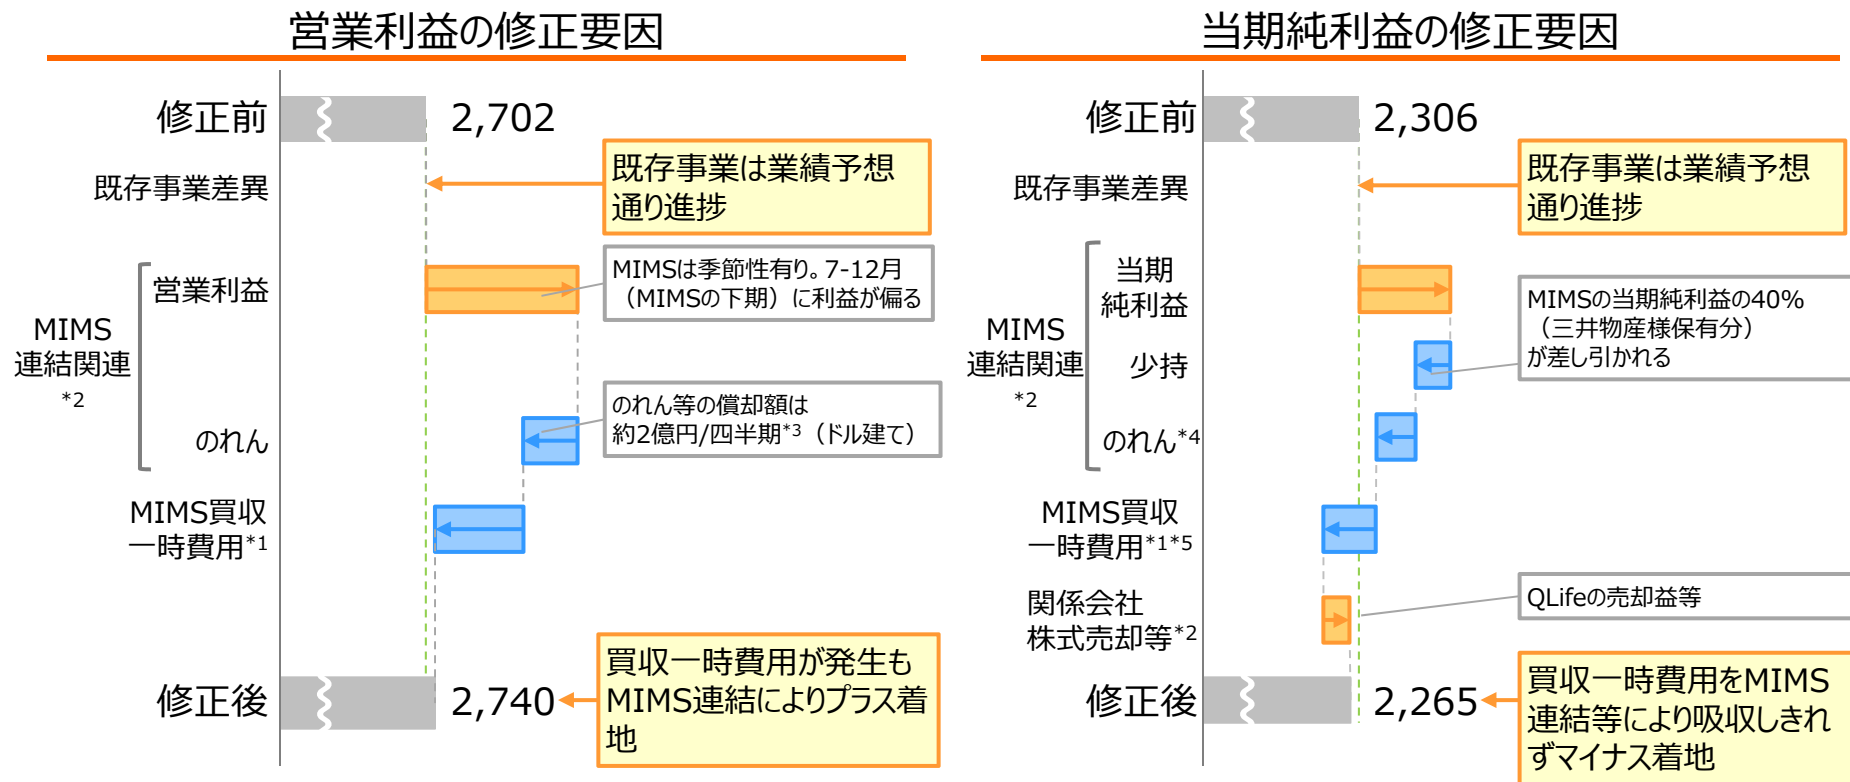 営業利益の修正要因
修正前
2,702
既存事業差異
既存事業は業績予想
通り進捗
MIMS
連結関連
*2
営業利益
MIMSは季節性有り。7-12月
（MIMSの下期）に利益が偏る
のれん
のれん等の償却額は
約2億円/四半期*3（ドル建て）
MIMS買収
一時費用*1
修正後
2,740
買収一時費用が発生も
MIMS連結によりプラス着
地
当期純利益の修正要因
修正前
2,306
既存事業差異
既存事業は業績予想
通り進捗
MIMS
連結関連
*2
当期
純利益
少持
MIMSの当期純利益の40%
（三井物産様保有分）
が差し引かれる
のれん*4
MIMS買収
一時費用*1*5
関係会社
株式売却等*2
QLifeの売却益等
修正後
2,265
買収一時費用をMIMS
連結等により吸収しきれ
ずマイナス着地